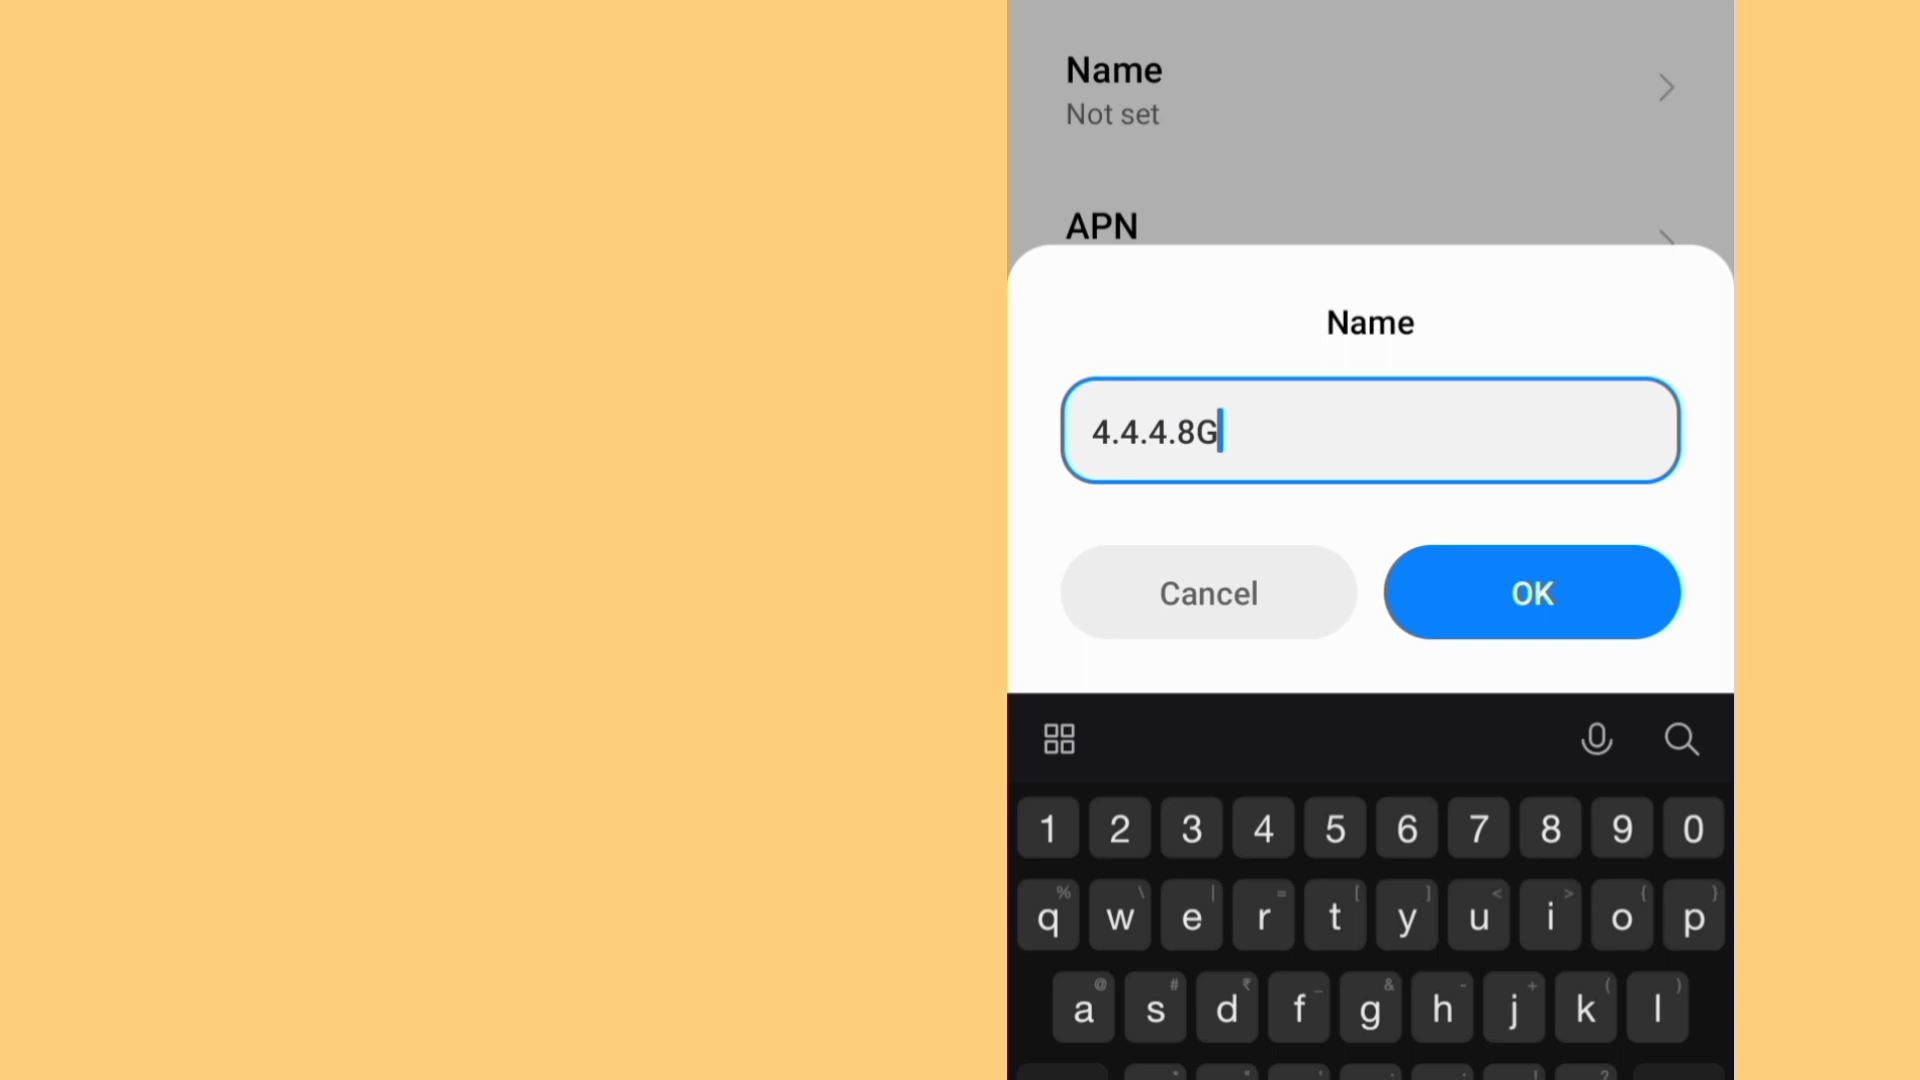 Name
Not set
APN
Name
4.4.4.8G
Cancel
OK
1 2 3 4 5 6 7 8 9 0
% \ | = [ ] < > { }
q w e r t y u i o p
@ # ₹ _ & - + ( )
a s d f g h j k l